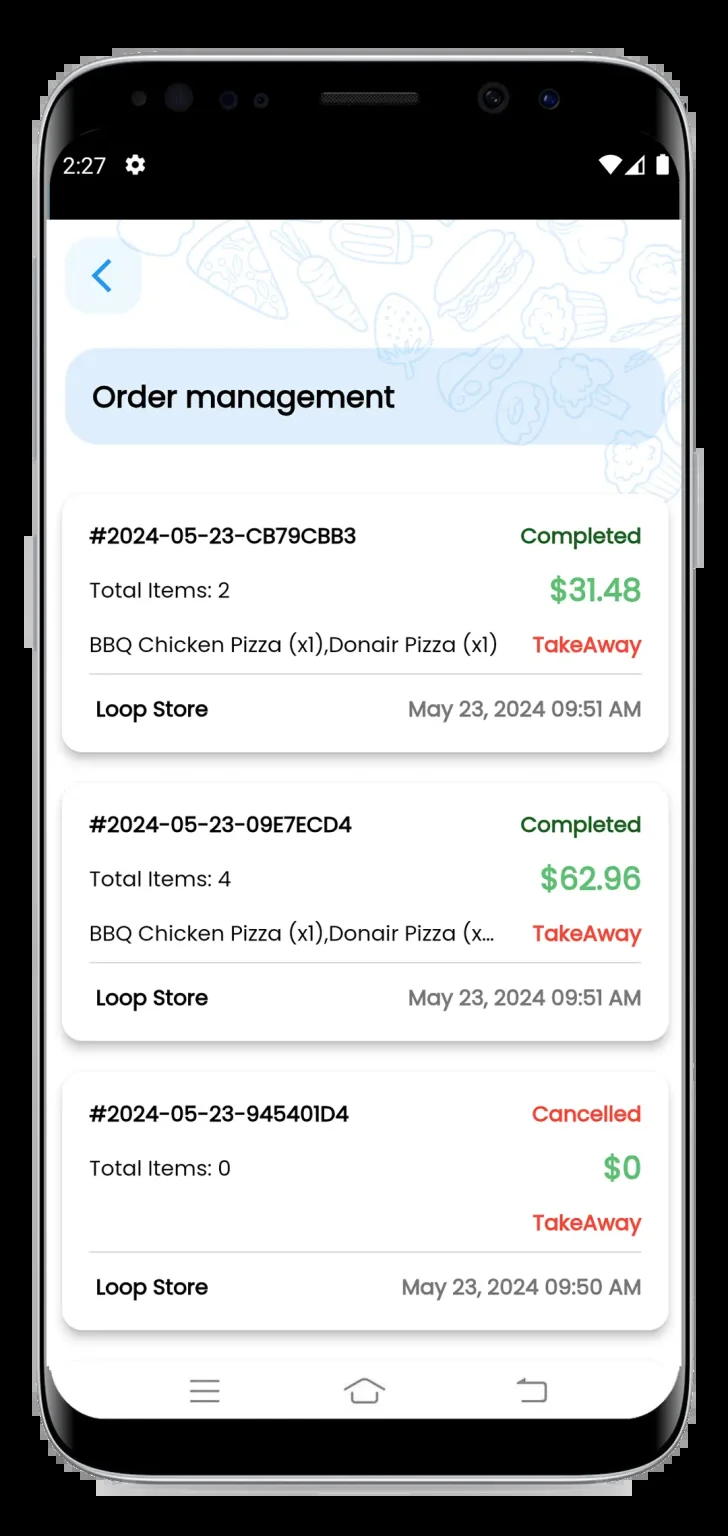 2:27
Order management
#2024-05-23-CB79CBB3 Completed
Total Items: 2 $31.48
BBQ Chicken Pizza (x1),Donair Pizza (x1) TakeAway
Loop Store May 23, 2024 09:51 AM
#2024-05-23-09E7ECD4 Completed
Total Items: 4 $62.96
BBQ Chicken Pizza (x1),Donair Pizza (x... TakeAway
Loop Store May 23, 2024 09:51 AM
#2024-05-23-945401D4 Cancelled
Total Items: 0 $0
TakeAway
Loop Store May 23, 2024 09:50 AM